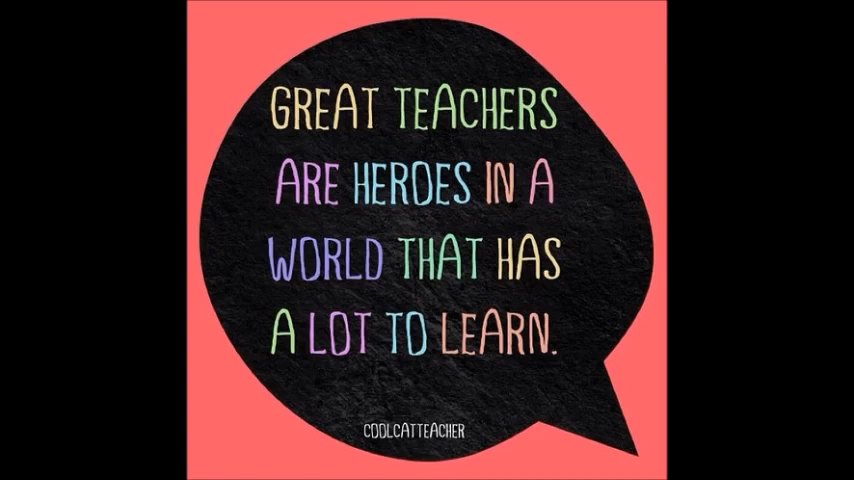 GREAT TEACHERS
ARE HEROES IN A
WORLD THAT HAS
A LOT TO LEARN.
COOLCATTEACHER